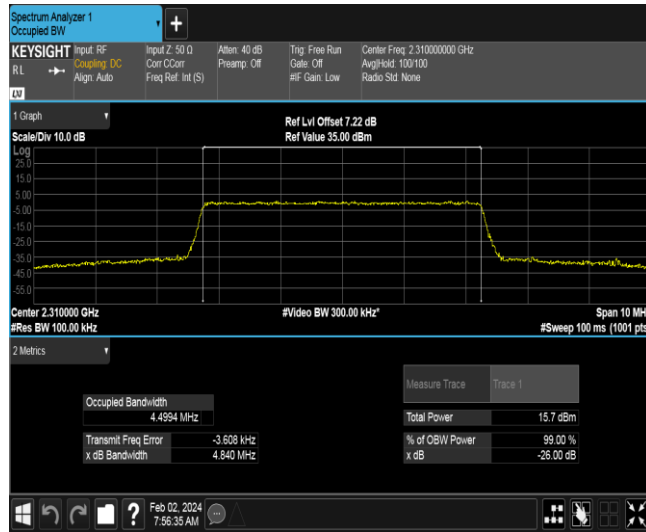 Spectrum Analyzer 1
Occupied BW
KEYSIGHT Input: RF Input Z: 50 Ω Atten: 40 dB Trig: Free Run Center Freq: 2.310000000 GHz
RL Coupling: DC Corr CCorr Preamp: Off Gate: Off Avg|Hold: 100/100
Align: Auto Freq Ref: Int (S) #IF Gain: Low Radio Std: None
LXI
1 Graph
Ref Lvl Offset 7.22 dB
Scale/Div 10.0 dB Ref Value 35.00 dBm
Log
25.0
15.0
5.00
-5.00
-15.0
-25.0
-35.0
-45.0
-55.0
Center 2.310000 GHz #Video BW 300.00 kHz* Span 10 MH
#Res BW 100.00 kHz #Sweep 100 ms (1001 pts
2 Metrics
Measure Trace Trace 1
Occupied Bandwidth
4.4994 MHz
Total Power 15.7 dBm
Transmit Freq Error -3.608 kHz % of OBW Power 99.00 %
x dB Bandwidth 4.840 MHz x dB -26.00 dB
? Feb 02, 2024
7:56:35 AM